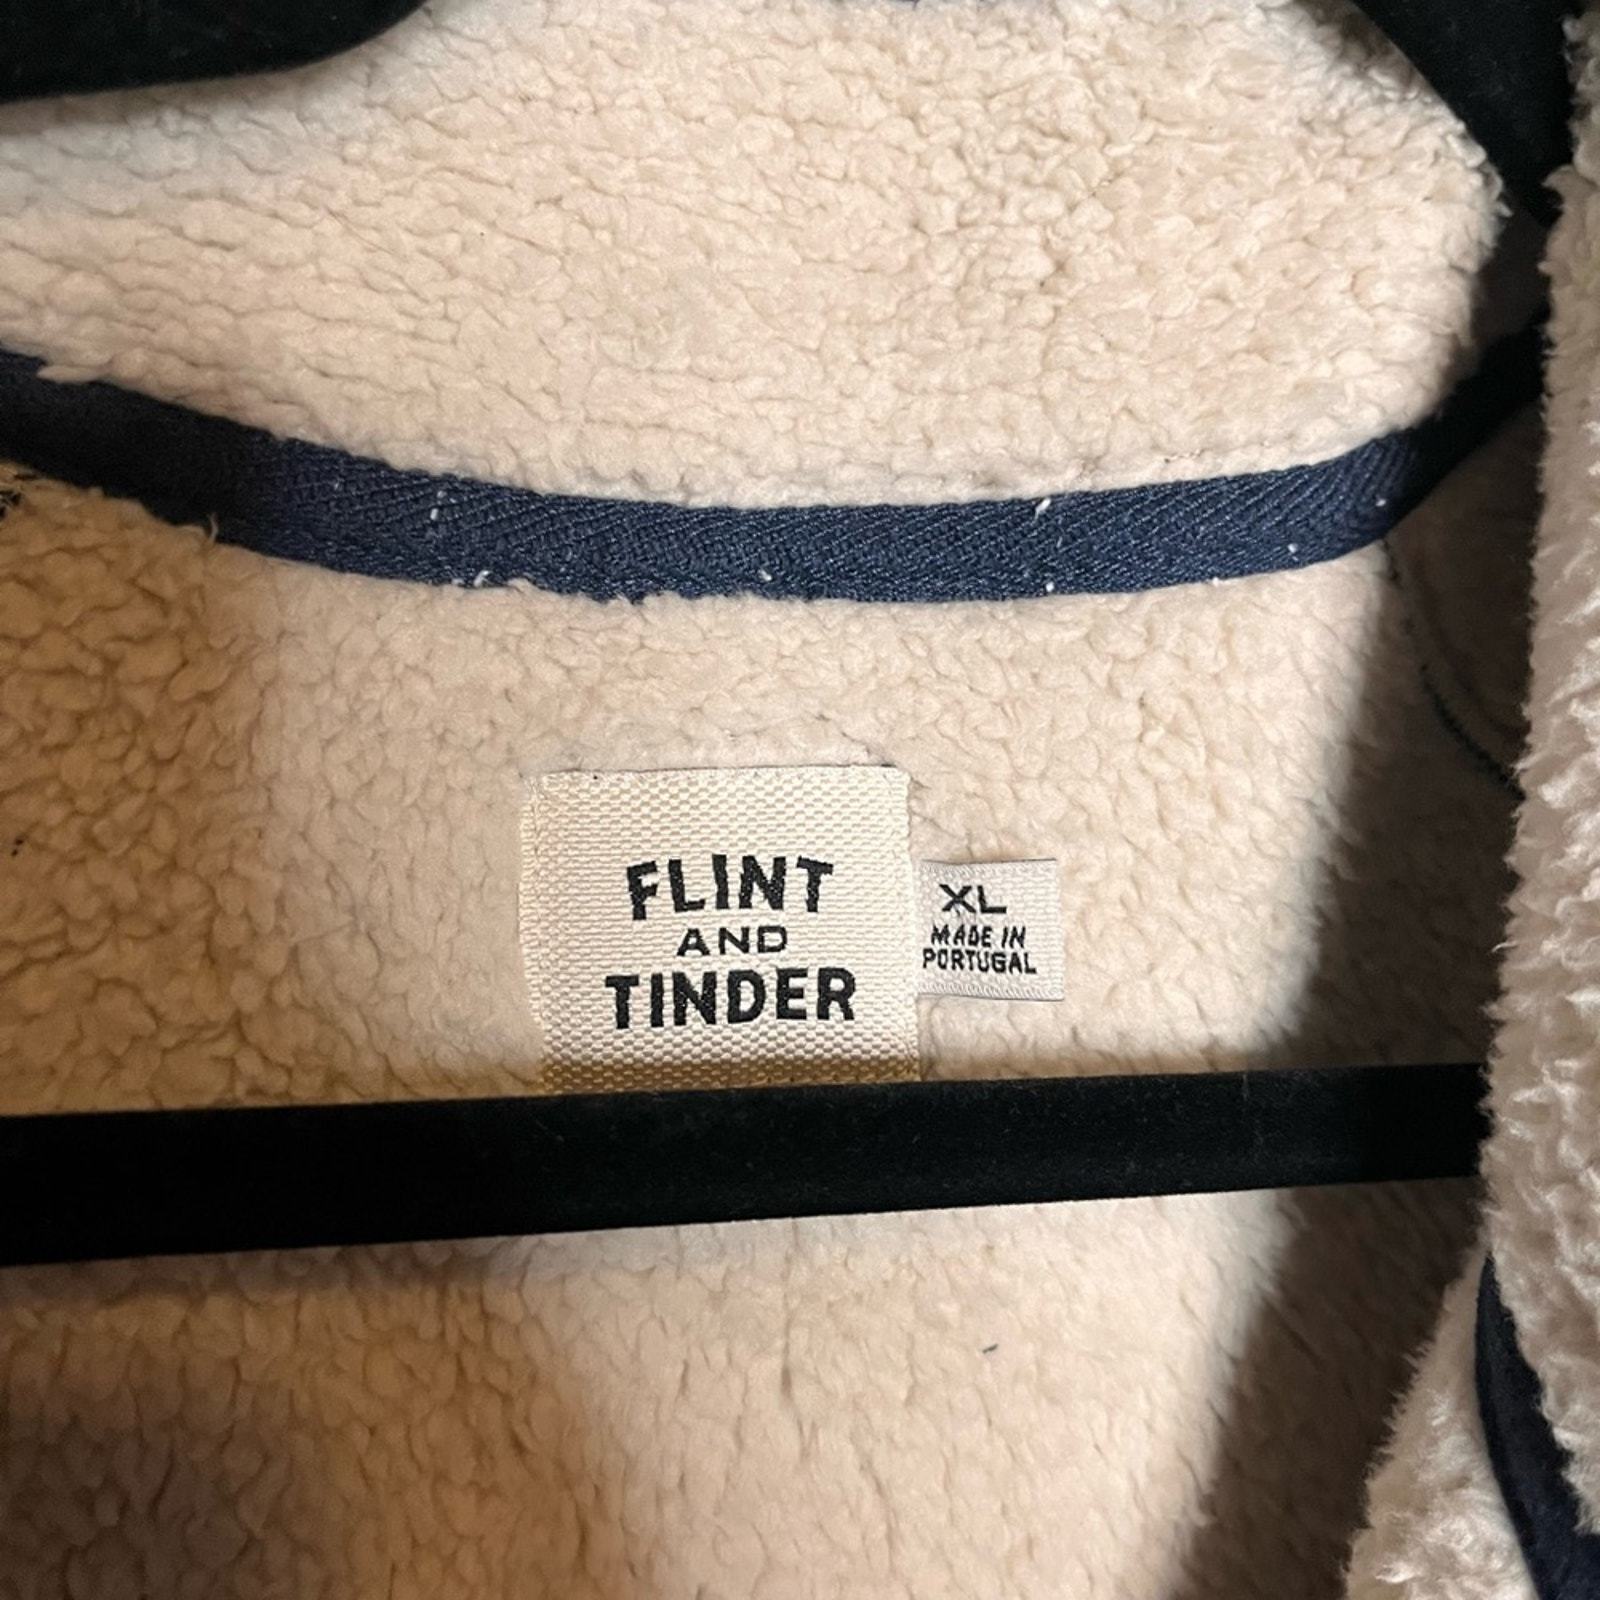 FLINT
AND
TINDER
XL
MADE IN
PORTUGAL